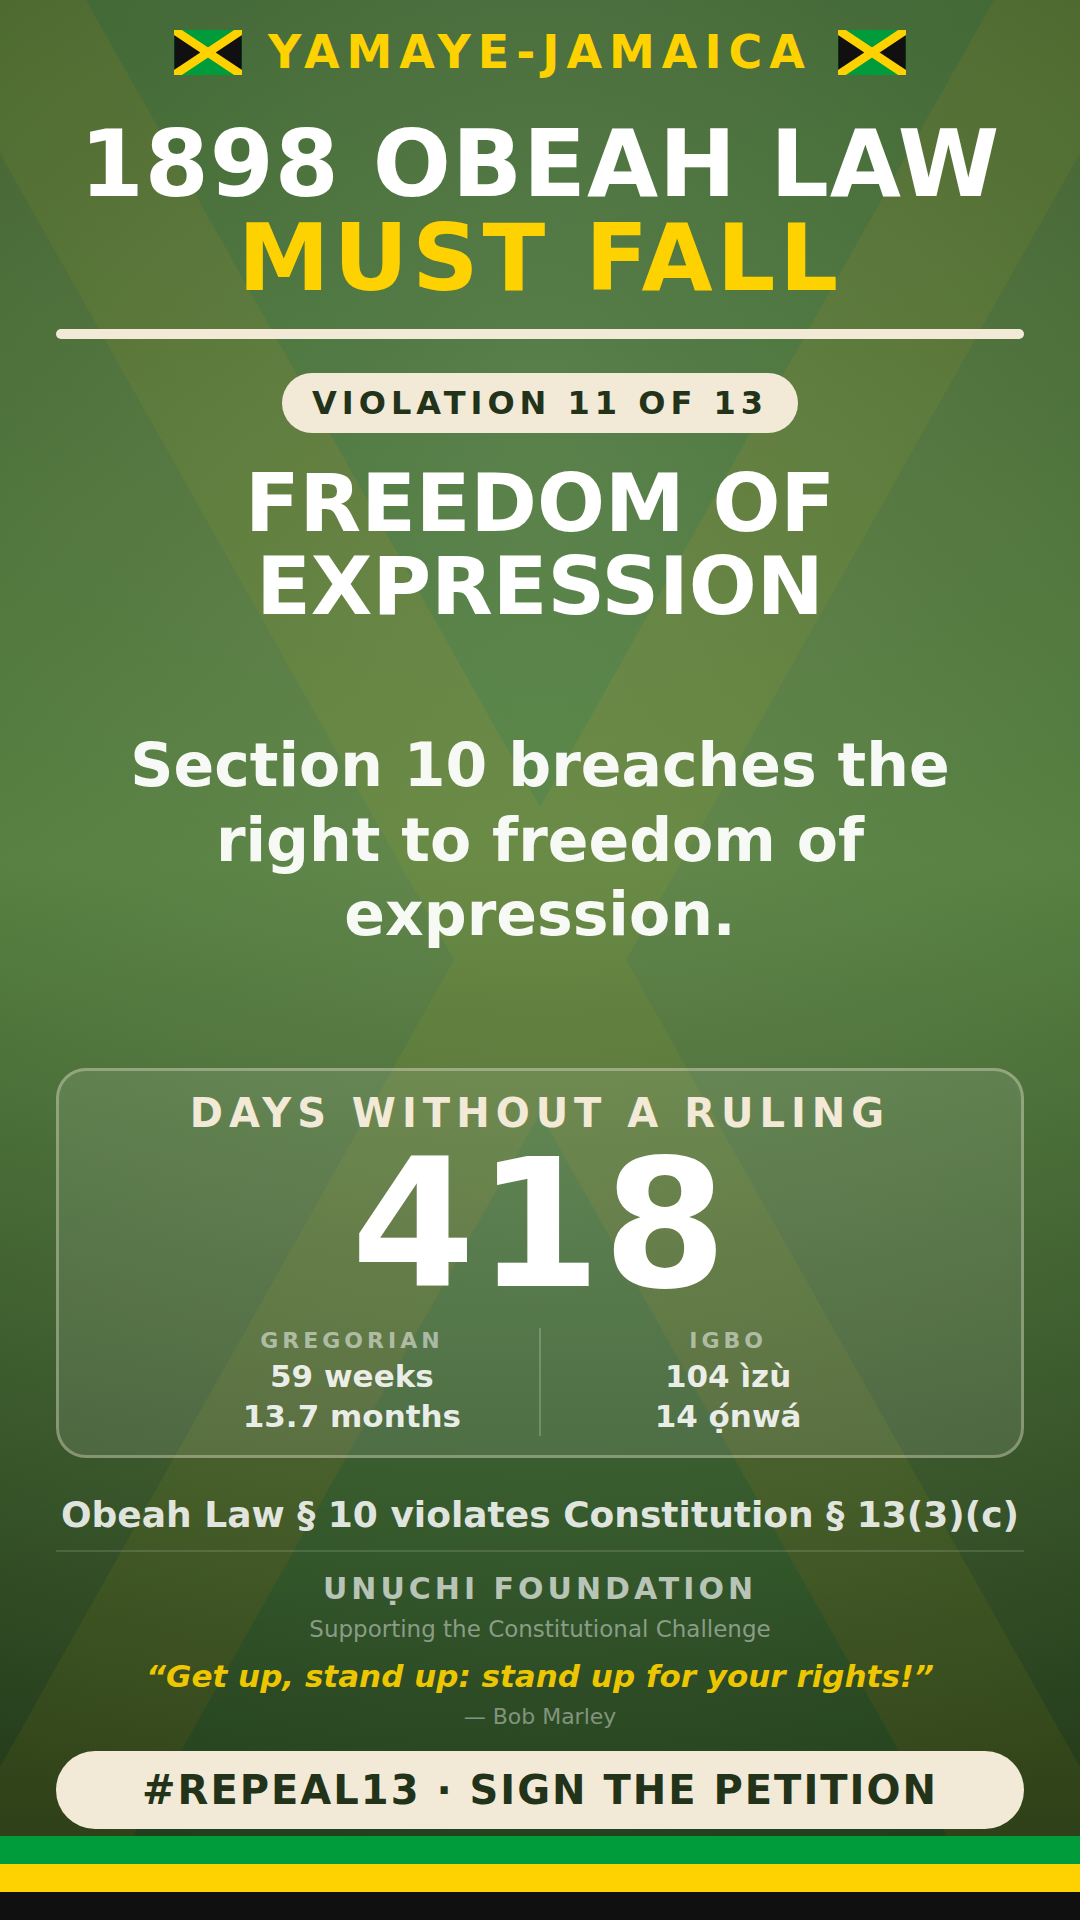 YAMAYE-JAMAICA
1898 OBEAH LAW
MUST FALL
VIOLATION 11 OF 13
FREEDOM OF
EXPRESSION
Section 10 breaches the
right to freedom of
expression.
DAYS WITHOUT A RULING
418
GREGORIAN
59 weeks
13.7 months
IGBO
104 ìzù
14 ọ́nwá
Obeah Law § 10 violates Constitution § 13(3)(c)
UNỤCHI FOUNDATION
Supporting the Constitutional Challenge
“Get up, stand up: stand up for your rights!”
— Bob Marley
#REPEAL13 · SIGN THE PETITION